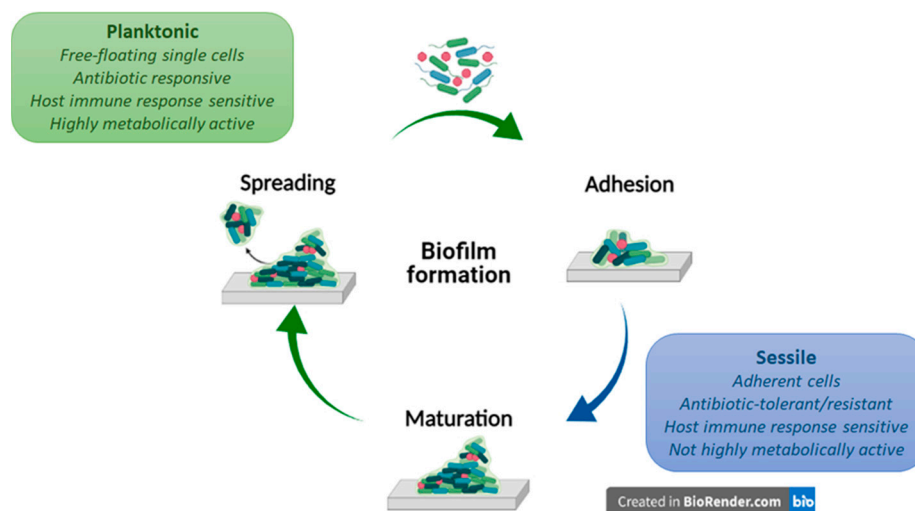 Planktonic
Free-floating single cells
Antibiotic responsive
Host immune response sensitive
Highly metabolically active
Spreading
Adhesion
Biofilm
formation
Sessile
Adherent cells
Antibiotic-tolerant/resistant
Host immune response sensitive
Not highly metabolically active
Maturation
Created in BioRender.com bio